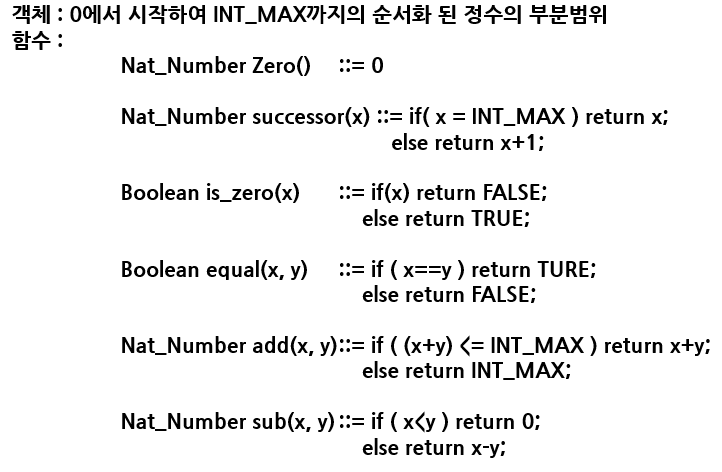 객체 : 0에서 시작하여 INT_MAX까지의 순서화 된 정수의 부분범위
함수 :
Nat_Number Zero() ::= 0
Nat_Number successor(x) ::= if( x = INT_MAX ) return x;
else return x+1;
Boolean is_zero(x) ::= if(x) return FALSE;
else return TRUE;
Boolean equal(x, y) ::= if ( x==y ) return TURE;
else return FALSE;
Nat_Number add(x, y)::= if ( (x+y) <= INT_MAX ) return x+y;
else return INT_MAX;
Nat_Number sub(x, y)::= if ( x<y ) return 0;
else return x-y;